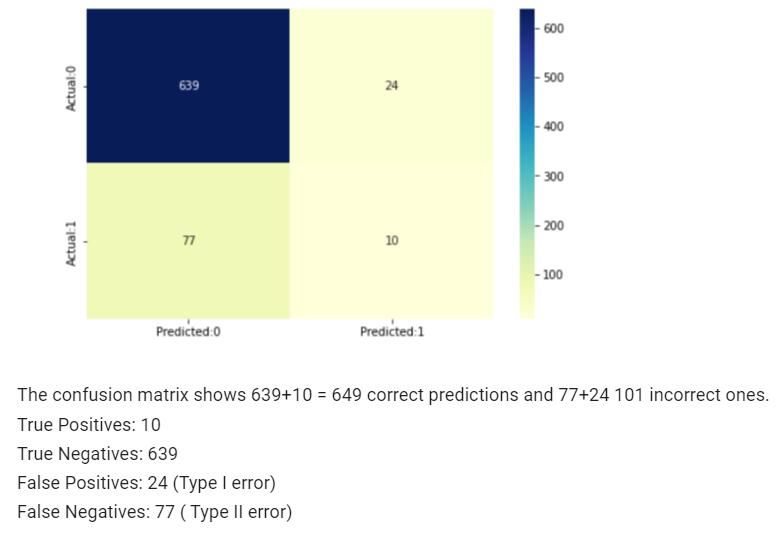 Actual:0
639
24
Actual:1
77
10
Predicted:0
Predicted:1
600
500
400
300
200
100
The confusion matrix shows 639+10 = 649 correct predictions and 77+24 101 incorrect ones.
True Positives: 10
True Negatives: 639
False Positives: 24 (Type I error)
False Negatives: 77 ( Type II error)